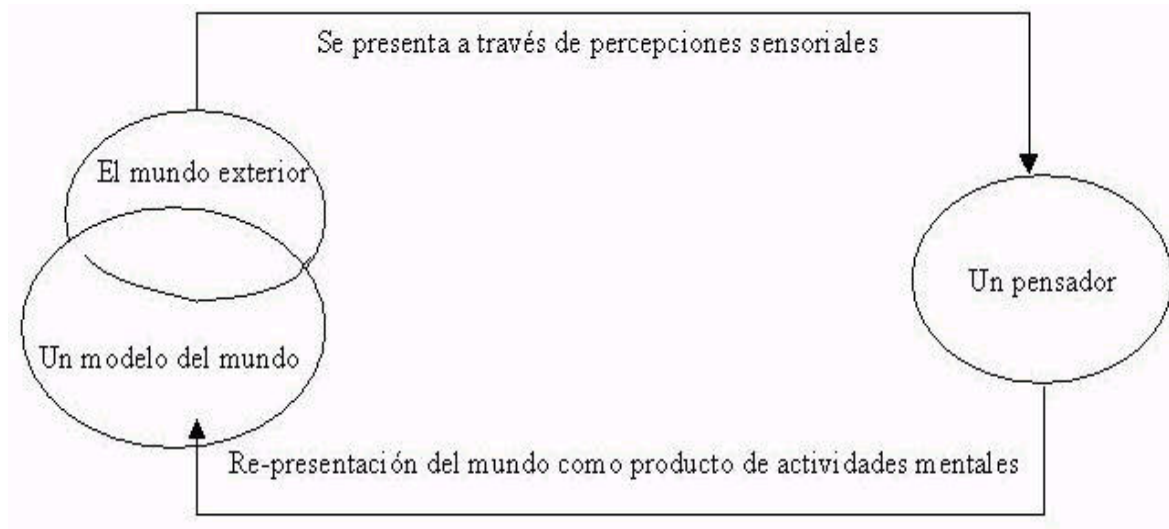 Se presenta a través de percepciones sensoriales
El mundo exterior
Un pensador
Un modelo del mundo
Re-presentación del mundo como producto de actividades mentales